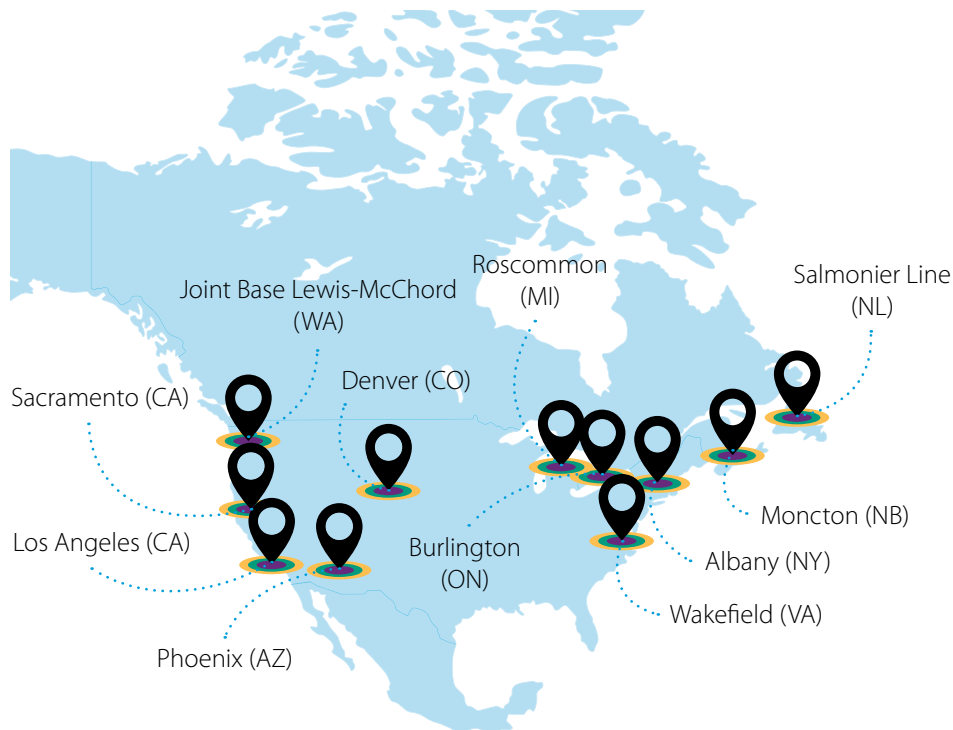 Roscommon
(MI)
Salmonier Line
(NL)
Joint Base Lewis-McChord
(WA)
Denver (CO)
Sacramento (CA)
Moncton (NB)
Los Angeles (CA)
Burlington
(ON)
Albany (NY)
Wakefield (VA)
Phoenix (AZ)